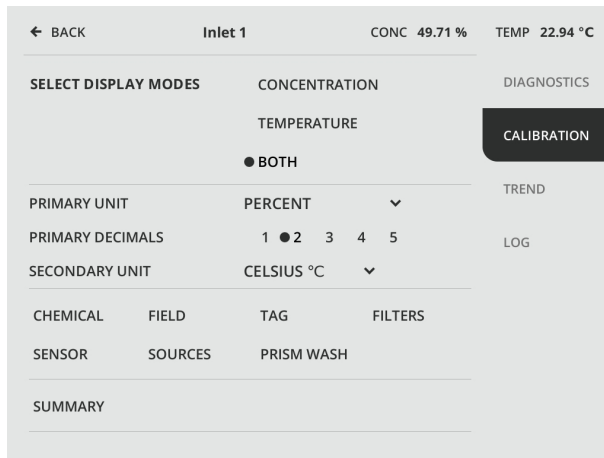 ← BACK Inlet 1 CONC 49.71 % TEMP 22.94 °C
SELECT DISPLAY MODES CONCENTRATION DIAGNOSTICS
TEMPERATURE CALIBRATION
BOTH
PRIMARY UNIT PERCENT TREND
PRIMARY DECIMALS 1 2 3 4 5 LOG
SECONDARY UNIT CELSIUS °C
CHEMICAL FIELD TAG FILTERS
SENSOR SOURCES PRISM WASH
SUMMARY